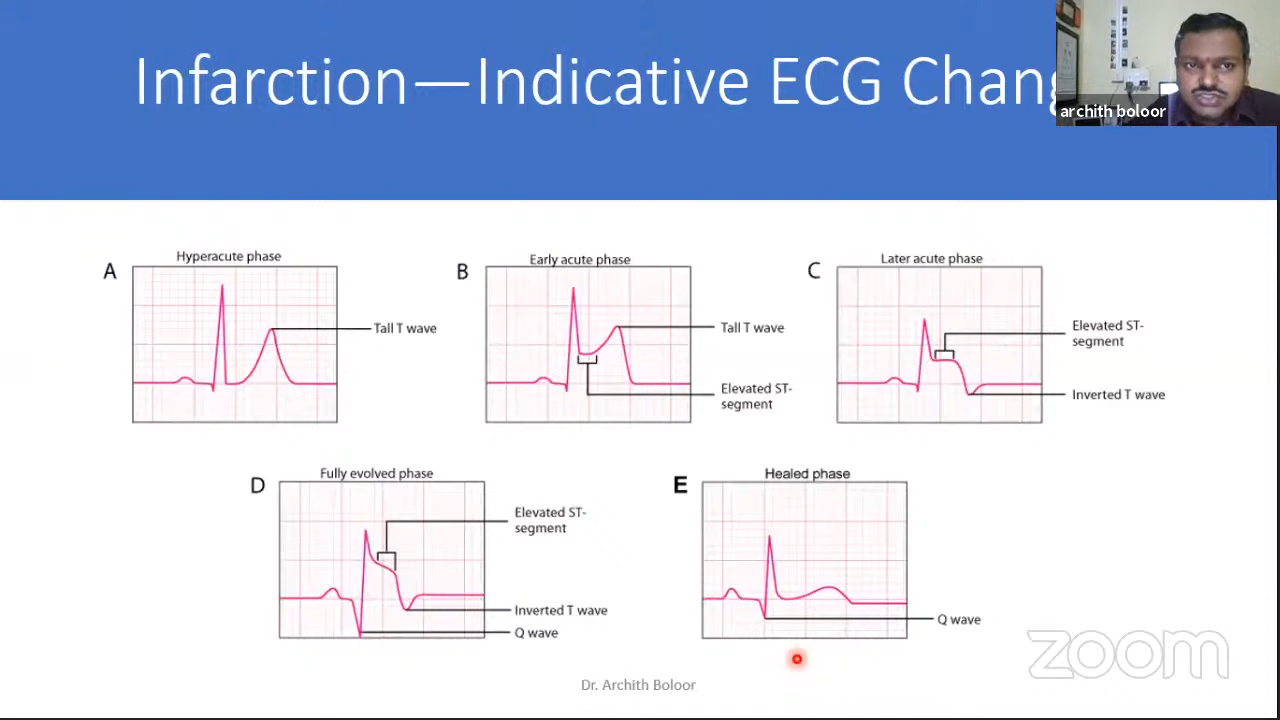 Infarction—Indicative ECG Chang
archith boloor
Hyperacute phase
A
Tall T wave
Early acute phase
B
Tall T wave
Elevated ST-
segment
Later acute phase
C
Elevated ST-
segment
Inverted T wave
Fully evolved phase
D
Elevated ST-
segment
Inverted T wave
Q wave
Healed phase
E
Q wave
zoom
Dr. Archith Boloor